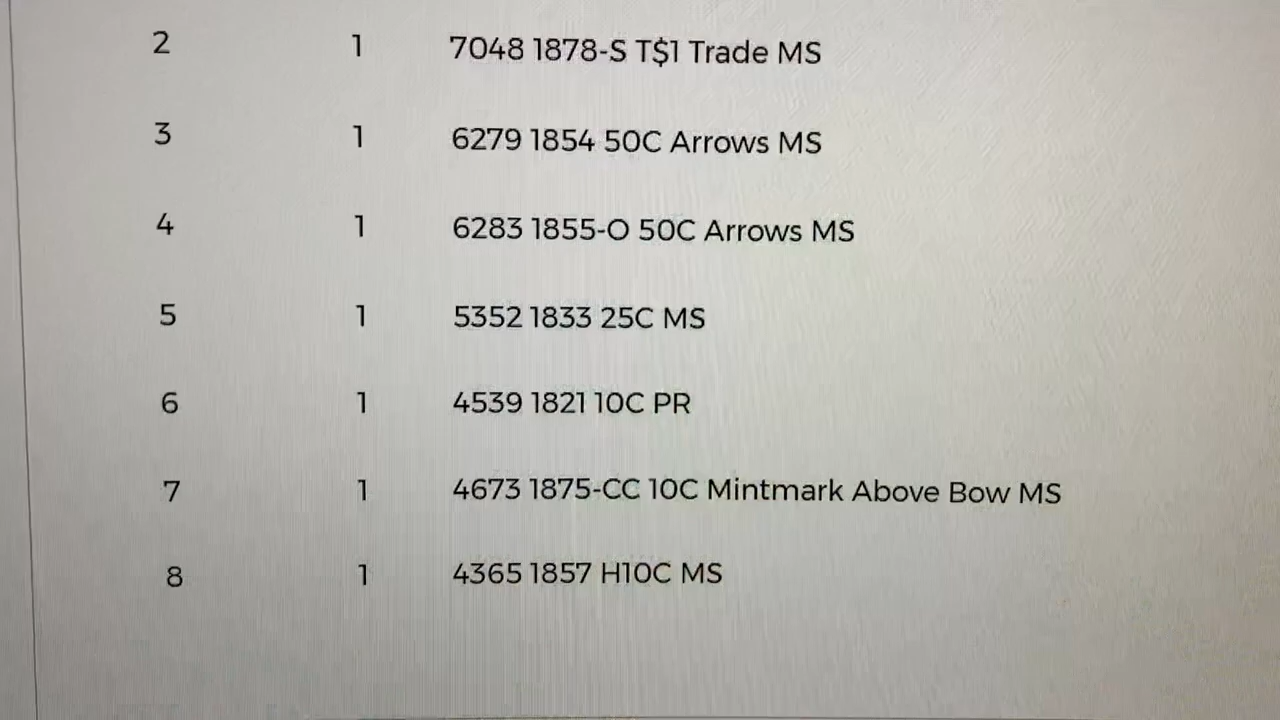 2 1 7048 1878-S T$1 Trade MS
3 1 6279 1854 50C Arrows MS
4 1 6283 1855-O 50C Arrows MS
5 1 5352 1833 25C MS
6 1 4539 1821 10C PR
7 1 4673 1875-CC 10C Mintmark Above Bow MS
8 1 4365 1857 H10C MS